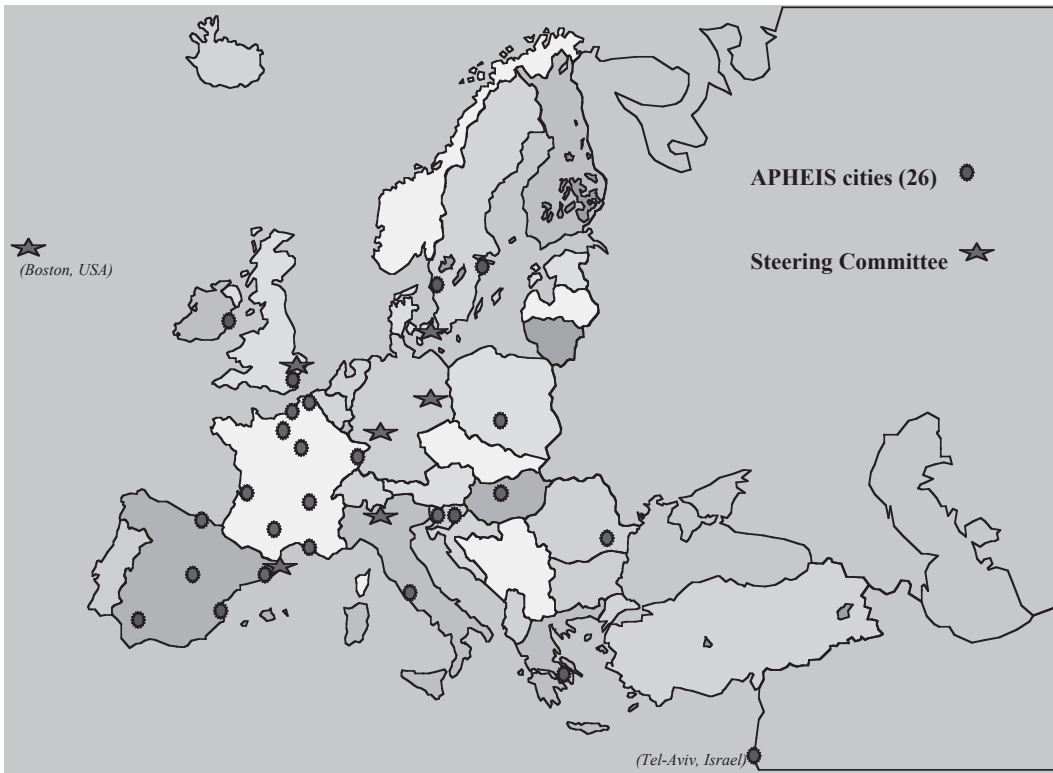 APHEIS cities (26)
Steering Committee
(Boston, USA)
(Tel-Aviv, Israel)